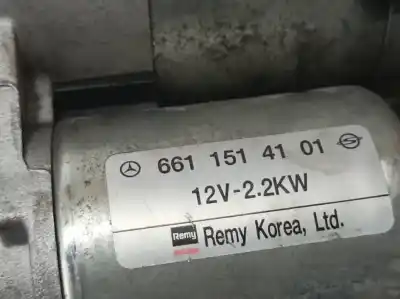 661 151 41 01
12V-2.2KW
Remy Remy Korea, Ltd.